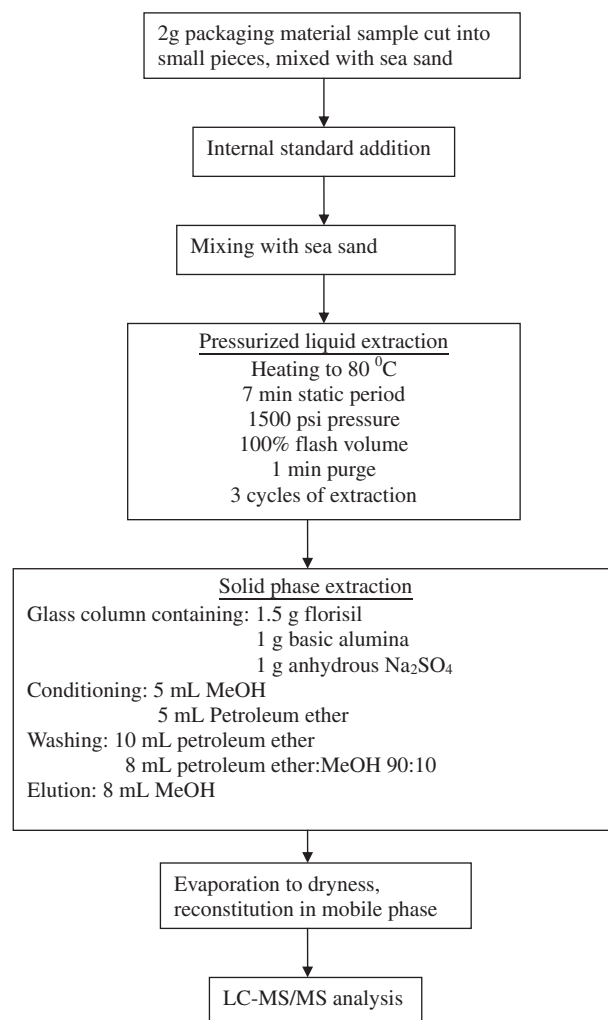 2g packaging material sample cut into
small pieces, mixed with sea sand
Internal standard addition
Mixing with sea sand
Pressurized liquid extraction
Heating to 80 ⁰C
7 min static period
1500 psi pressure
100% flash volume
1 min purge
3 cycles of extraction
Solid phase extraction
Glass column containing: 1.5 g florisil
1 g basic alumina
1 g anhydrous Na₂SO₄
Conditioning: 5 mL MeOH
5 mL Petroleum ether
Washing: 10 mL petroleum ether
8 mL petroleum ether:MeOH 90:10
Elution: 8 mL MeOH
Evaporation to dryness,
reconstitution in mobile phase
LC-MS/MS analysis